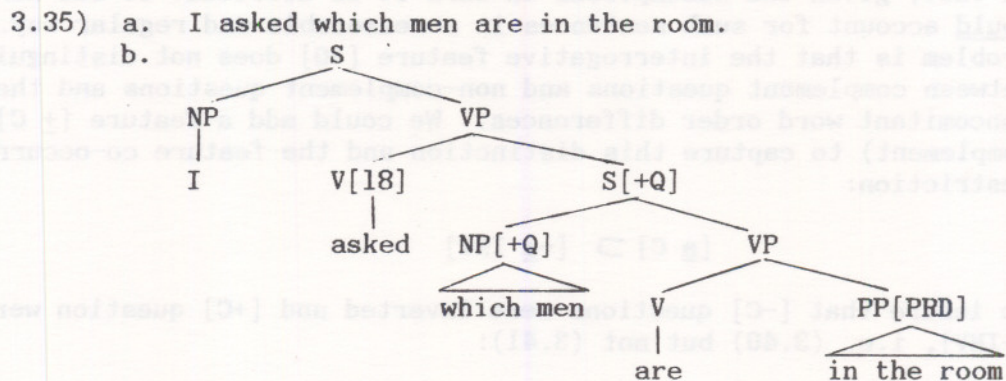 3.35) a. I asked which men are in the room.
b. S
NP VP
I V[18] S[+Q]
asked NP[+Q] VP
which men V PP[PRD]
are in the room